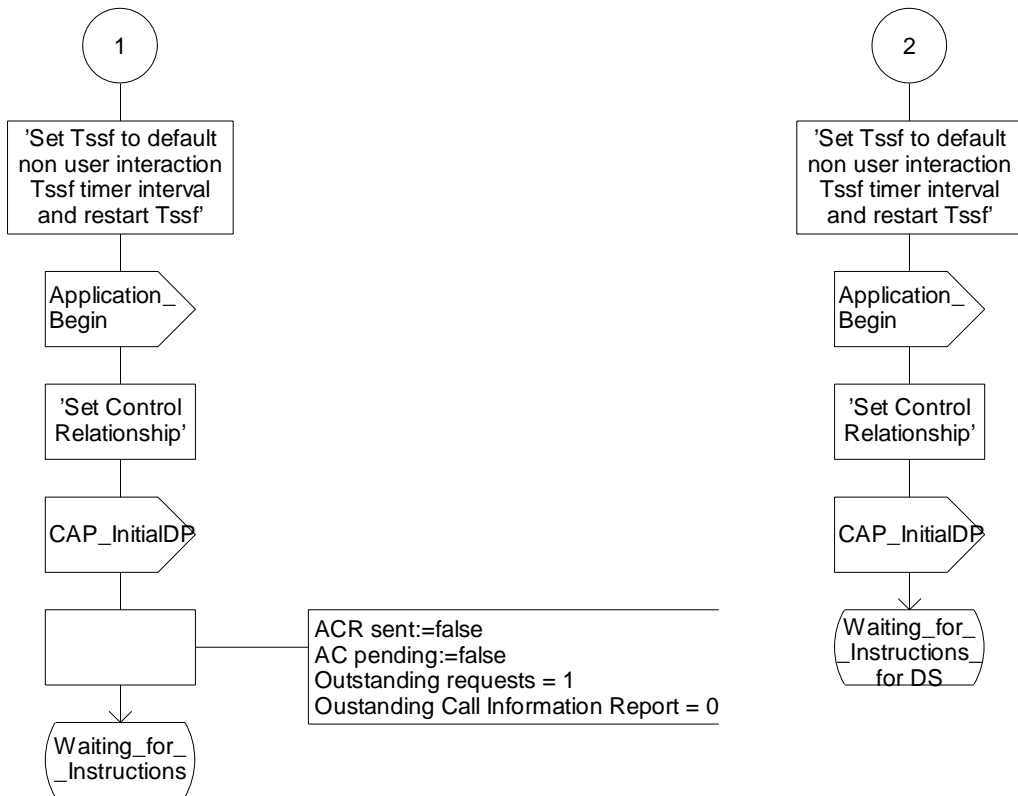 1
'Set Tssf to default
non user interaction
Tssf timer interval
and restart Tssf'
Application_
Begin
'Set Control
Relationship'
CAP_InitialDP
ACR sent:=false
AC pending:=false
Outstanding requests = 1
Oustanding Call Information Report = 0
Waiting_for_
_Instructions
2
'Set Tssf to default
non user interaction
Tssf timer interval
and restart Tssf'
Application_
Begin
'Set Control
Relationship'
CAP_InitialDP
Waiting_for_
_Instructions_
for DS